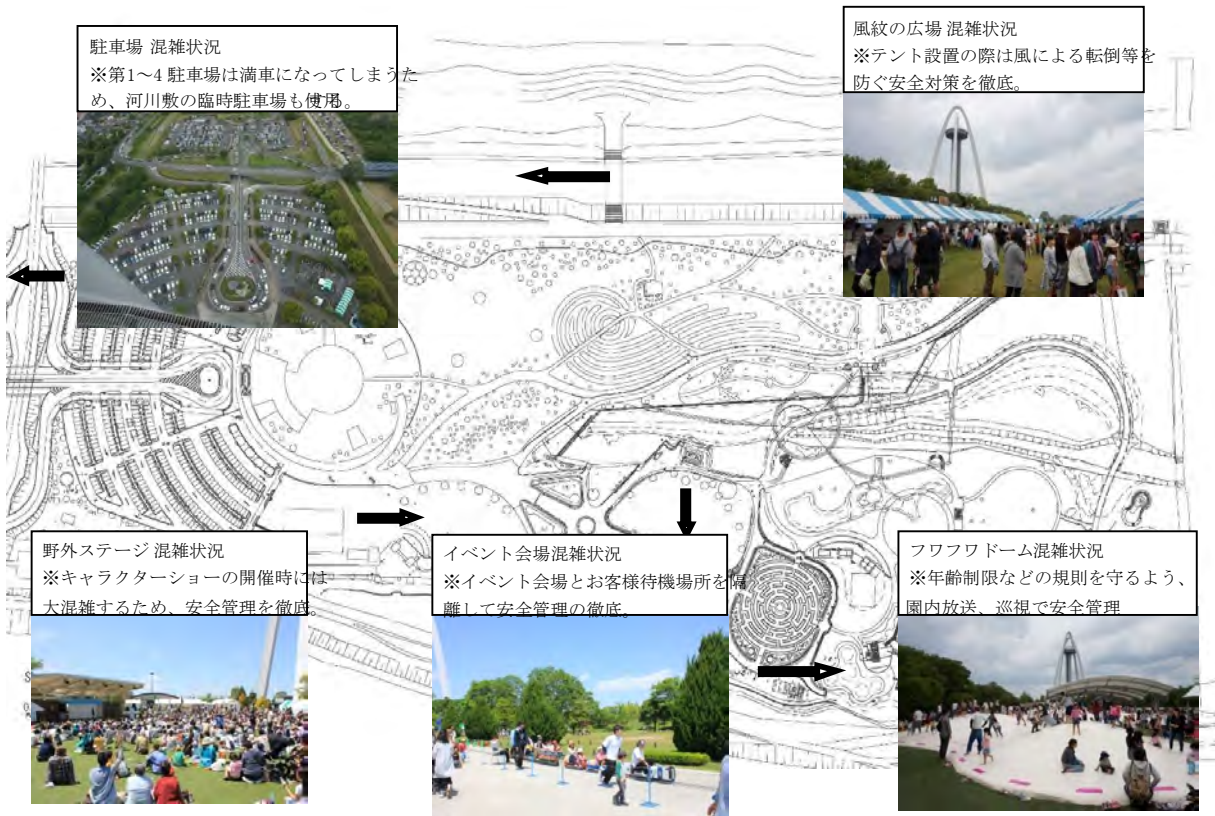 駐車場 混雑状況
※第1～4 駐車場は満車になってしまうた
め、河川敷の臨時駐車場も使用する。
風紋の広場 混雑状況
※テント設置の際は風による転倒等を
防ぐ安全対策を徹底。
野外ステージ 混雑状況
※キャラクターショーの開催時には
大混雑するため、安全管理を徹底。
イベント会場混雑状況
※イベント会場とお客様待機場所を隔
離して安全管理の徹底。
フワフワドーム混雑状況
※年齢制限などの規則を守るよう、
園内放送、巡視で安全管理